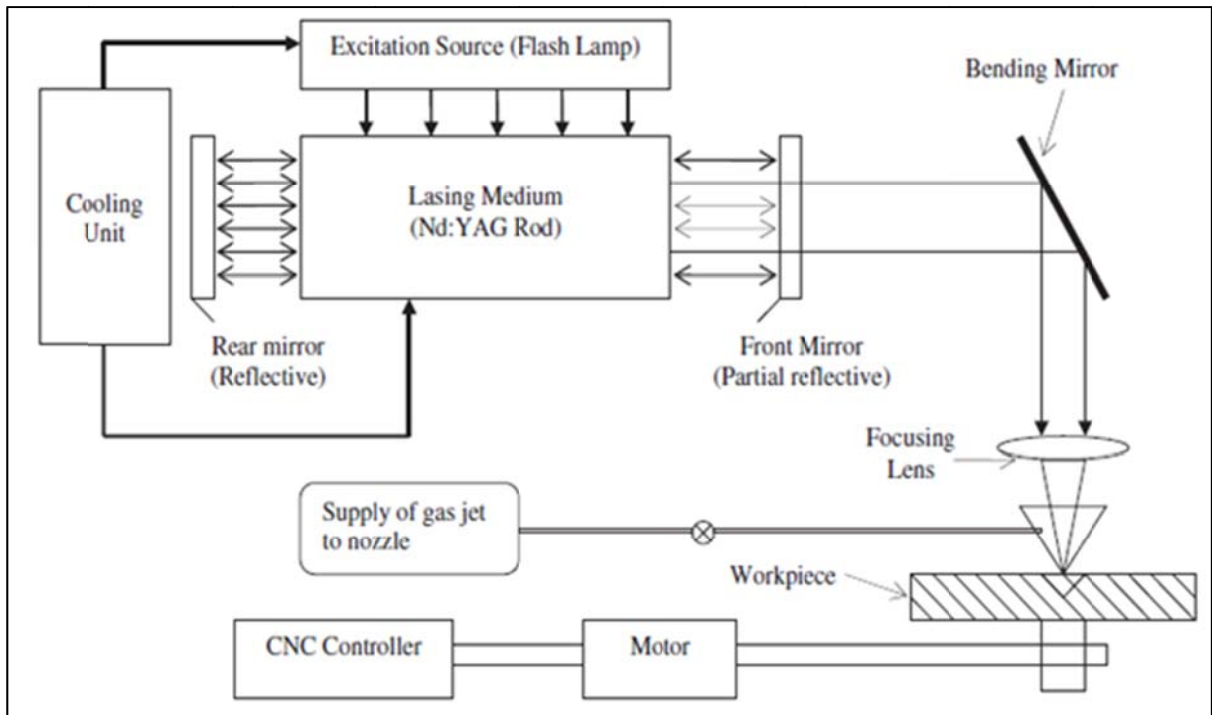 Excitation Source (Flash Lamp)
Bending Mirror
Cooling
Unit
Lasing Medium
(Nd:YAG Rod)
Rear mirror
(Reflective)
Front Mirror
(Partial reflective)
Focusing
Lens
Supply of gas jet
to nozzle
Workpiece
CNC Controller
Motor